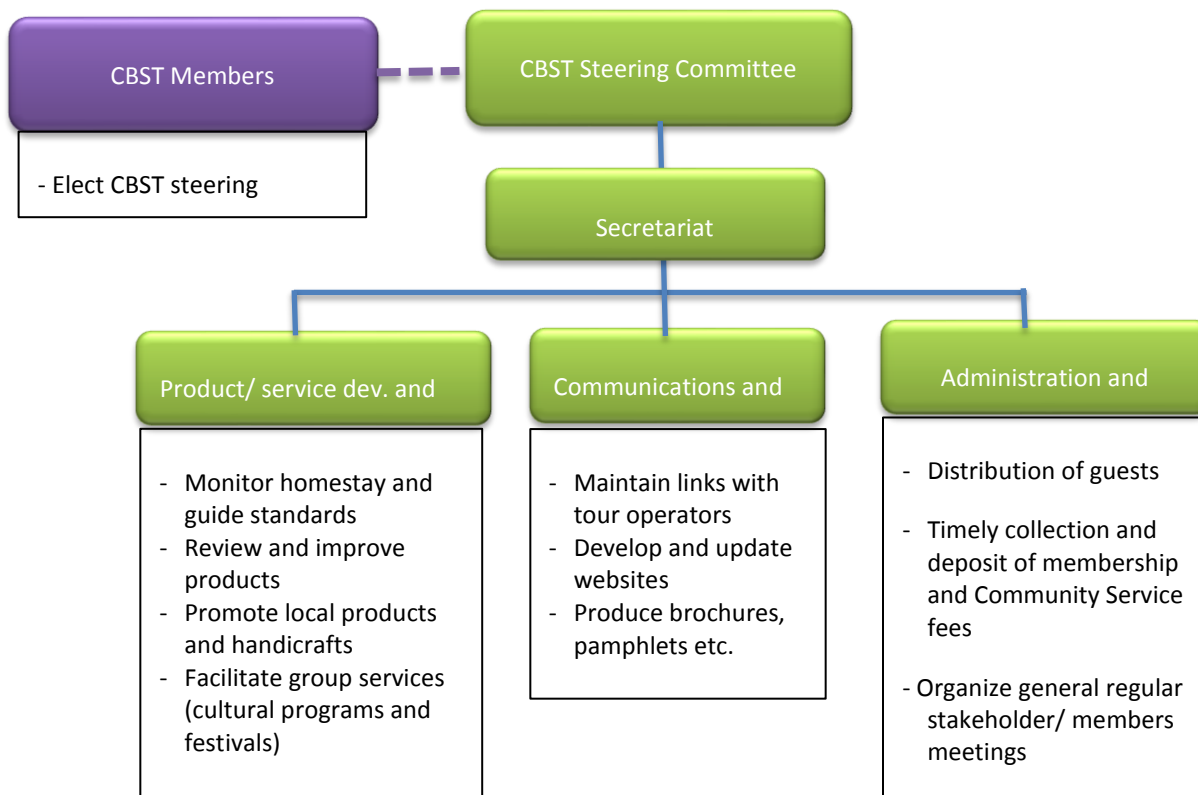 CBST Members
CBST Steering Committee
- Elect CBST steering
Secretariat
Product/ service dev. and
Communications and
Administration and
- Monitor homestay and
guide standards
- Review and improve
products
- Promote local products
and handicrafts
- Facilitate group services
(cultural programs and
festivals)
- Maintain links with
tour operators
- Develop and update
websites
- Produce brochures,
pamphlets etc.
- Distribution of guests
- Timely collection and
deposit of membership
and Community Service
fees
- Organize general regular
stakeholder/ members
meetings